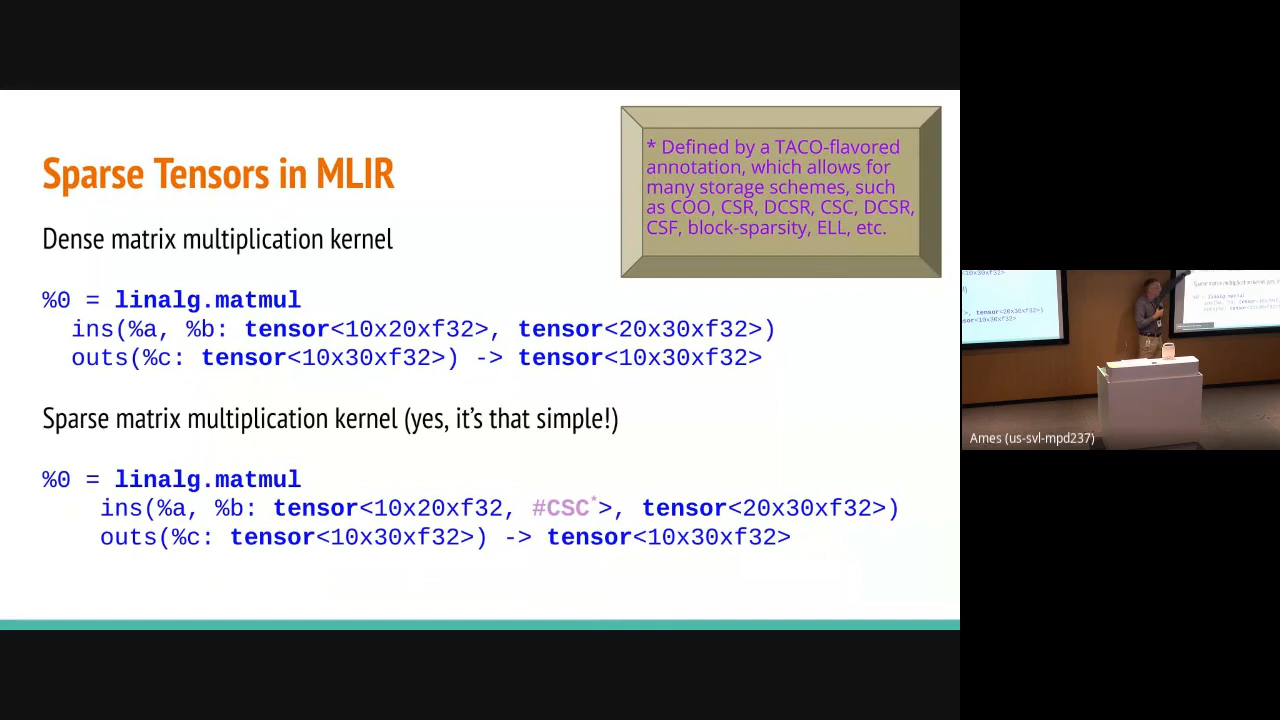 Sparse Tensors in MLIR
* Defined by a TACO-flavored
annotation, which allows for
many storage schemes, such
as COO, CSR, DCSR, CSC, DCSR,
CSF, block-sparsity, ELL, etc.
Dense matrix multiplication kernel
%0 = linalg.matmul
ins(%a, %b: tensor<10x20xf32>, tensor<20x30xf32>)
outs(%c: tensor<10x30xf32>) -> tensor<10x30xf32>
Sparse matrix multiplication kernel (yes, it's that simple!)
%0 = linalg.matmul
ins(%a, %b: tensor<10x20xf32, #CSC*>, tensor<20x30xf32>)
outs(%c: tensor<10x30xf32>) -> tensor<10x30xf32>
Ames (us-svl-mpd237)